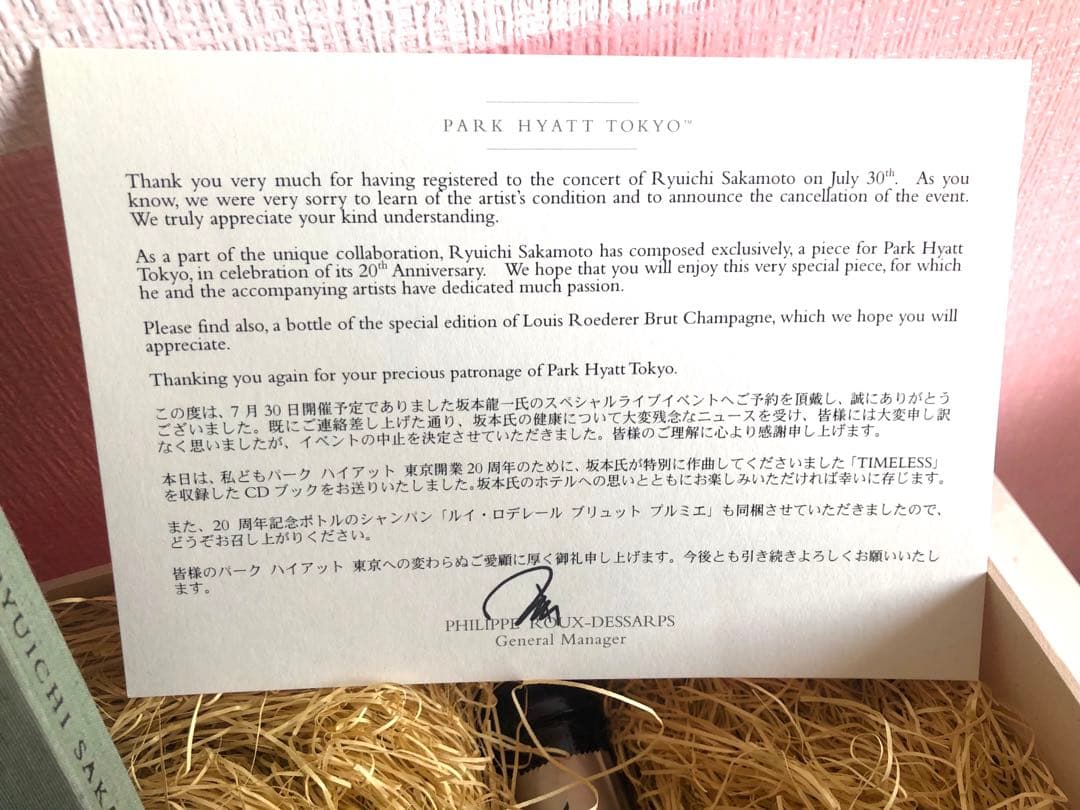 PARK HYATT TOKYO™
Thank you very much for having registered to the concert of Ryuichi Sakamoto on July 30th. As you
know, we were very sorry to learn of the artist's condition and to announce the cancellation of the event.
We truly appreciate your kind understanding.
As a part of the unique collaboration, Ryuichi Sakamoto has composed exclusively, a piece for Park Hyatt
Tokyo, in celebration of its 20th Anniversary. We hope that you will enjoy this very special piece, for which
he and the accompanying artists have dedicated much passion.
Please find also, a bottle of the special edition of Louis Roederer Brut Champagne, which we hope you will
appreciate.
Thanking you again for your precious patronage of Park Hyatt Tokyo.
この度は、7月30日開催予定でありました坂本龍一氏のスペシャルライブイベントへご予約を頂戴し、誠にありがとう
ございました。既にご連絡差し上げた通り、坂本氏の健康について大変残念なニュースを受け、皆様には大変申し訳
なく思いましたが、イベントの中止を決定させていただきました。皆様のご理解に心より感謝申し上げます。
本日は、私どもパーク ハイアット 東京開業20周年のために、坂本氏が特別に作曲してくださいました「TIMELESS」
を収録したCDブックをお送りいたしました。坂本氏のホテルへの思いとともにお楽しみいただければ幸いに存じます。
また、20 周年記念ボトルのシャンパン「ルイ・ロデレール ブリュット プルミエ」も同梱させていただきましたので、
どうぞお召し上がりください。
皆様のパーク ハイアット 東京への変わらぬご愛顧に厚く御礼申し上げます。今後とも引き続きよろしくお願いいたし
ます。
PHILIPPE ROUX-DESSARPS
General Manager
RYUICHI SAK